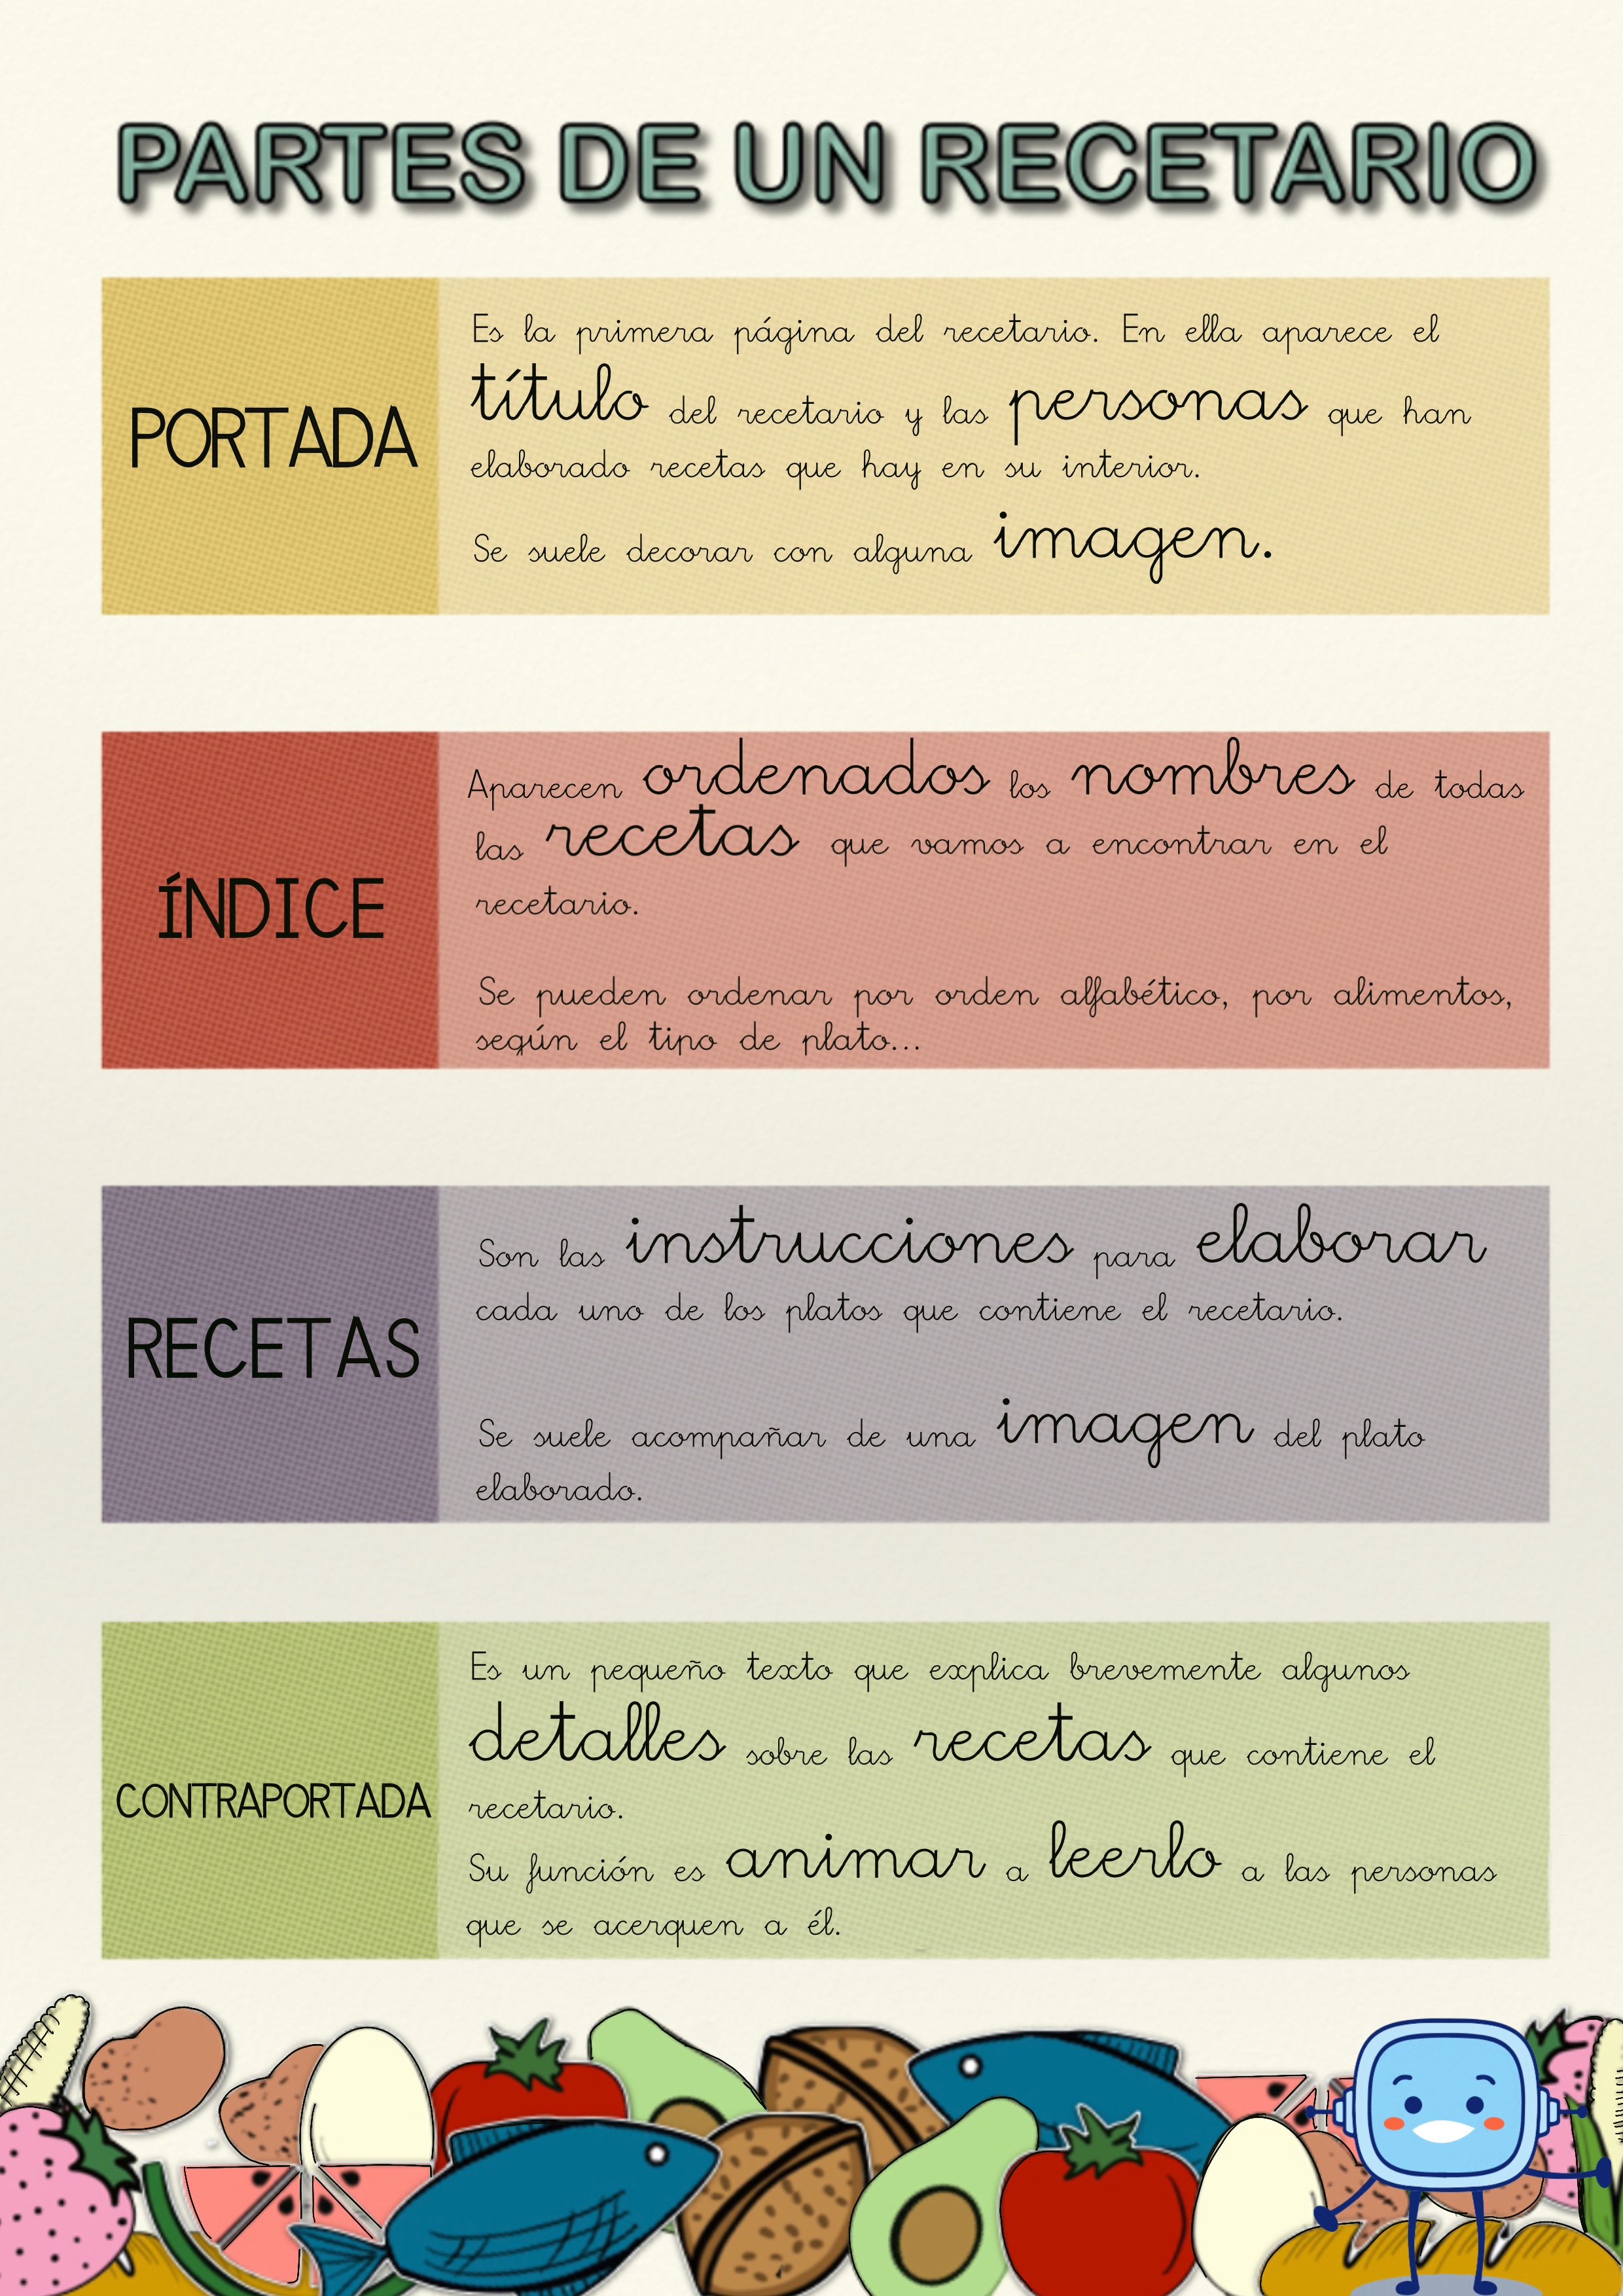 PARTES DE UN RECETARIO
PORTADA
Es la primera página del recetario. En ella aparece el
título del recetario y las personas que han
elaborado recetas que hay en su interior.
Se suele decorar con alguna imagen.
ÍNDICE
Aparecen ordenados los nombres de todas
las recetas que vamos a encontrar en el
recetario.
Se pueden ordenar por orden alfabético, por alimentos,
según el tipo de plato...
RECETAS
Son las instrucciones para elaborar
cada uno de los platos que contiene el recetario.
Se suele acompañar de una imagen del plato
elaborado.
CONTRAPORTADA
Es un pequeño texto que explica brevemente algunos
detalles sobre las recetas que contiene el
recetario.
Su función es animar a leerlo a las personas
que se acerquen a él.